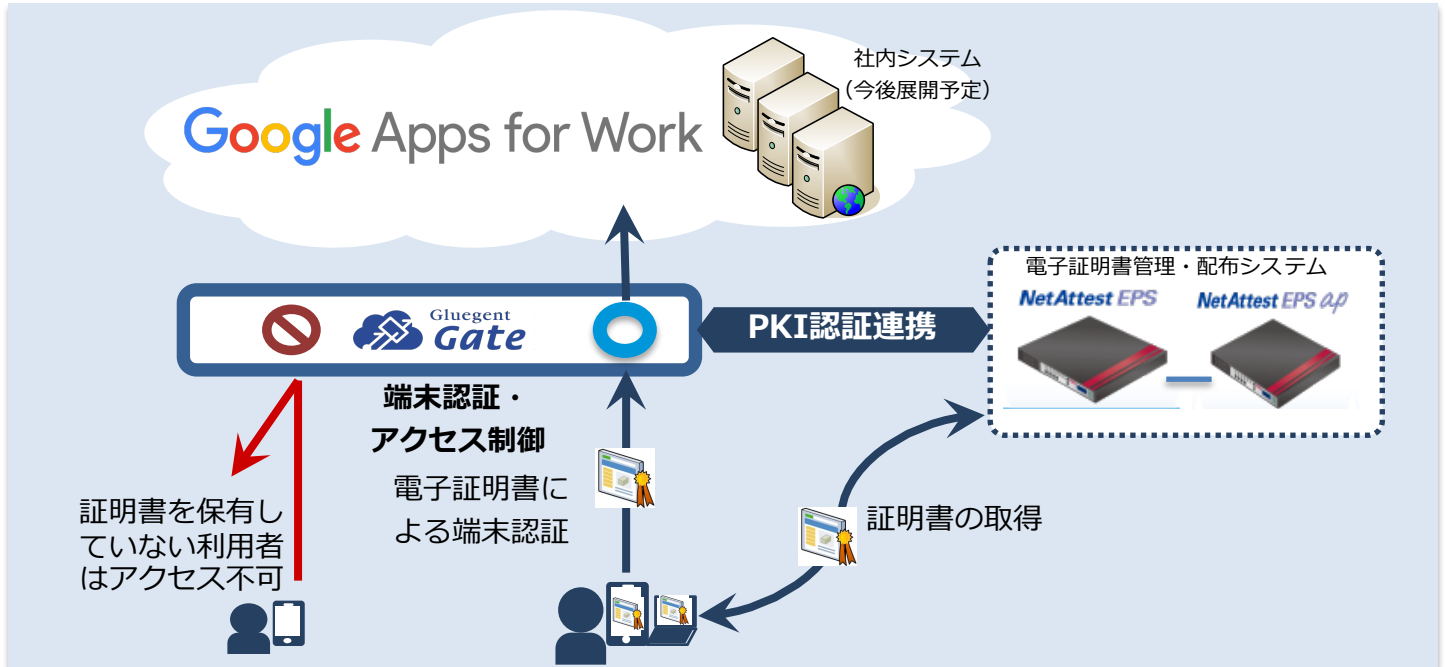 社内システム
(今後展開予定)
Google Apps for Work
電子証明書管理・配布システム
NetAttest EPS
NetAttest EPS ap
Gluegent
Gate
PKI認証連携
端末認証・
アクセス制御
電子証明書に
よる端末認証
証明書を保有し
ていない利用者
はアクセス不可
証明書の取得